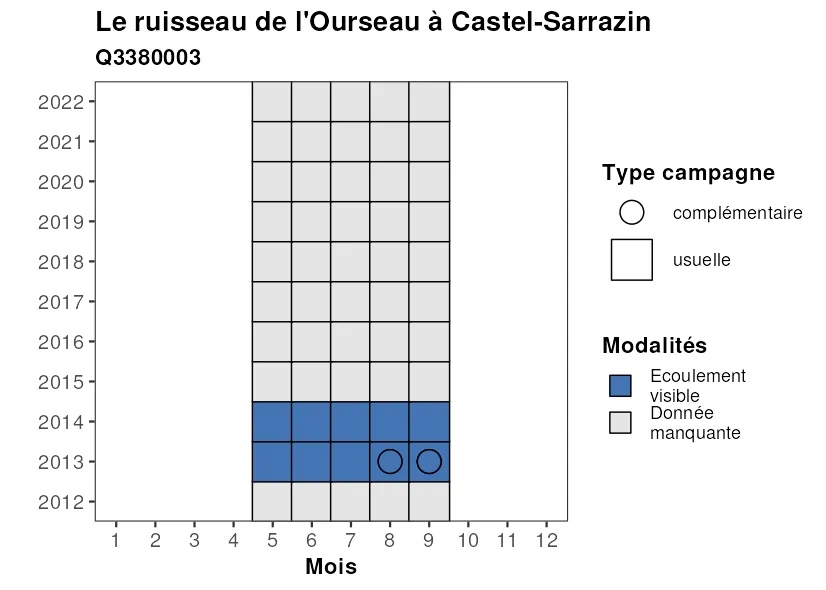 Le ruisseau de l'Ourseau à Castel-Sarrazin
Q3380003
2022
2021
2020
2019
2018
2017
2016
2015
2014
2013
2012
1 2 3 4 5 6 7 8 9 10 11 12
Mois
Type campagne
complémentaire
usuelle
Modalités
Ecoulement
visible
Donnée
manquante